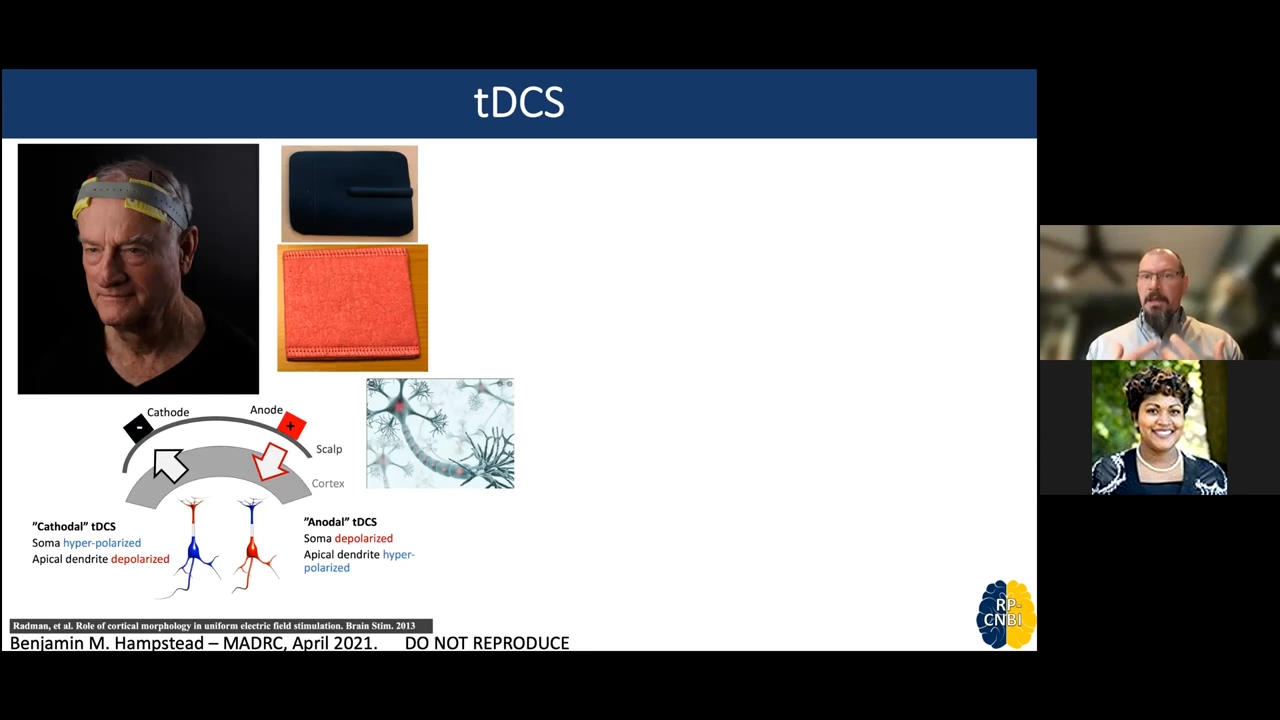 tDCS
Cathode
Anode
-
+
Scalp
Cortex
"Cathodal" tDCS
Soma hyper-polarized
Apical dendrite depolarized
"Anodal" tDCS
Soma depolarized
Apical dendrite hyper-
polarized
Radman, et al. Role of cortical morphology in uniform electric field stimulation. Brain Stim. 2013
Benjamin M. Hampstead – MADRC, April 2021. DO NOT REPRODUCE
RP-
CNBI